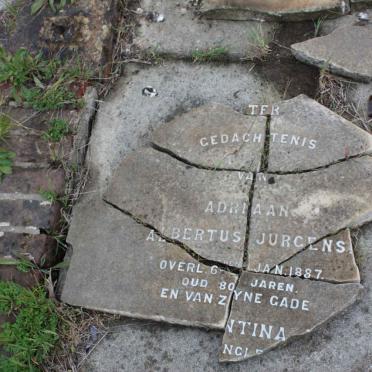 TER
GEDACHTENIS
VAN
ADRIAAN
ALBERTUS JURGENS
OVERL 6 JAN. 1887
OUD 80 JAREN.
EN VAN ZYNE GADE
NTINA